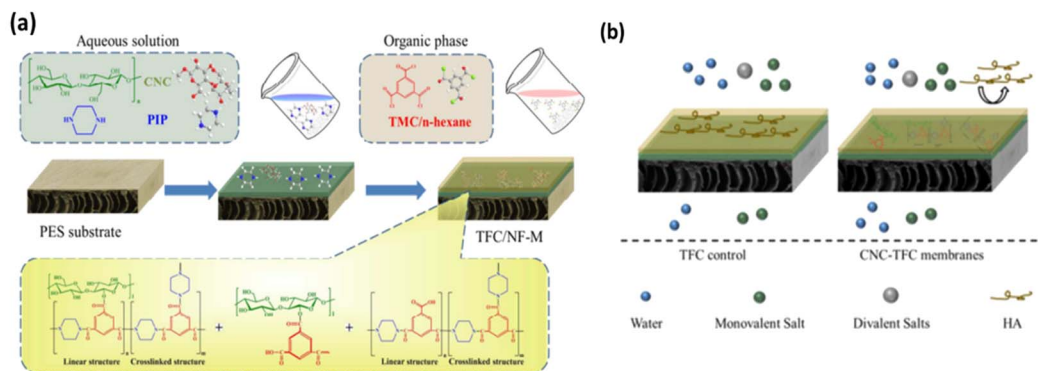 (a)
Aqueous solution
CNC
PIP
Organic phase
TMC/n-hexane
PES substrate
TFC/NF-M
Linear structure
Crosslinked structure
+
+
Linear structure
Crosslinked structure
(b)
TFC control
CNC-TFC membranes
Water
Monovalent Salt
Divalent Salts
HA